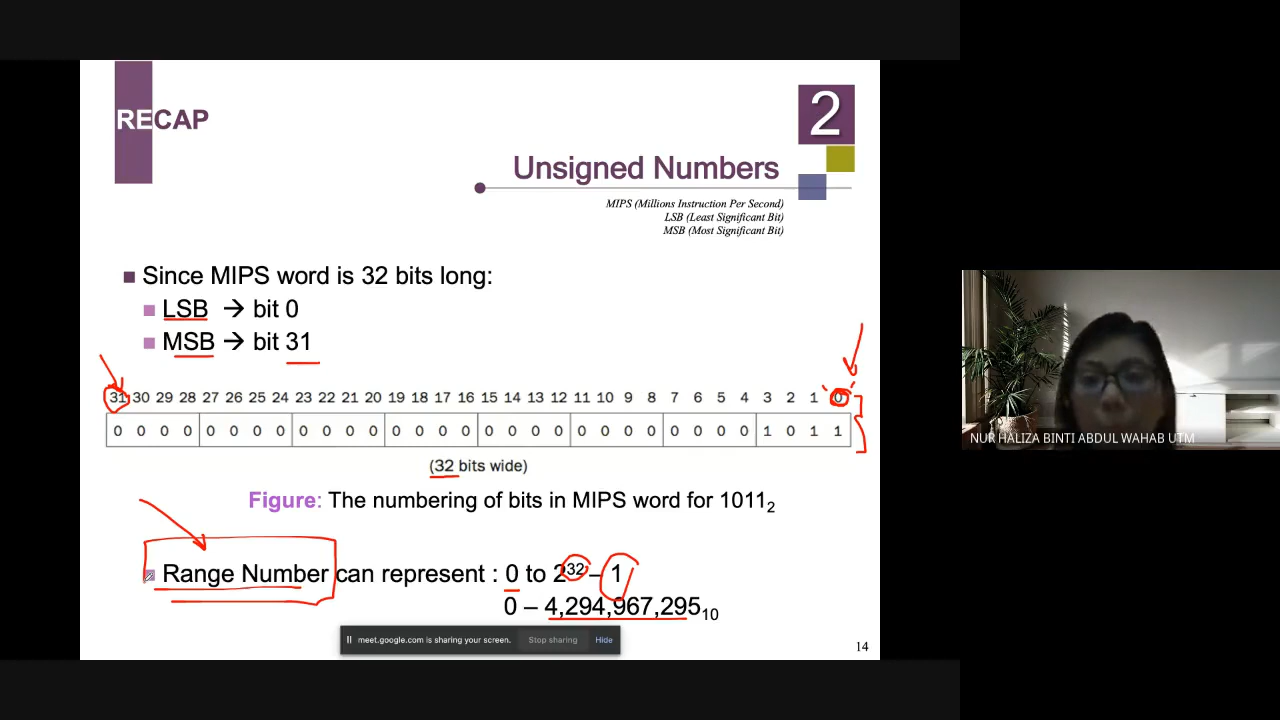 RECAP
2
Unsigned Numbers
MIPS (Millions Instruction Per Second)
LSB (Least Significant Bit)
MSB (Most Significant Bit)
Since MIPS word is 32 bits long:
LSB → bit 0
MSB → bit 31
31 30 29 28 27 26 25 24 23 22 21 20 19 18 17 16 15 14 13 12 11 10 9 8 7 6 5 4 3 2 1 0
0 0 0 0 0 0 0 0 0 0 0 0 0 0 0 0 0 0 0 0 0 0 0 0 0 0 0 0 1 0 1 1
(32 bits wide)
Figure: The numbering of bits in MIPS word for 1011₂
Range Number can represent : 0 to 2³² – 1
0 – 4,294,967,295₁₀
meet.google.com is sharing your screen. Stop sharing Hide
14
NUR HALIZA BINTI ABDUL WAHAB UTM